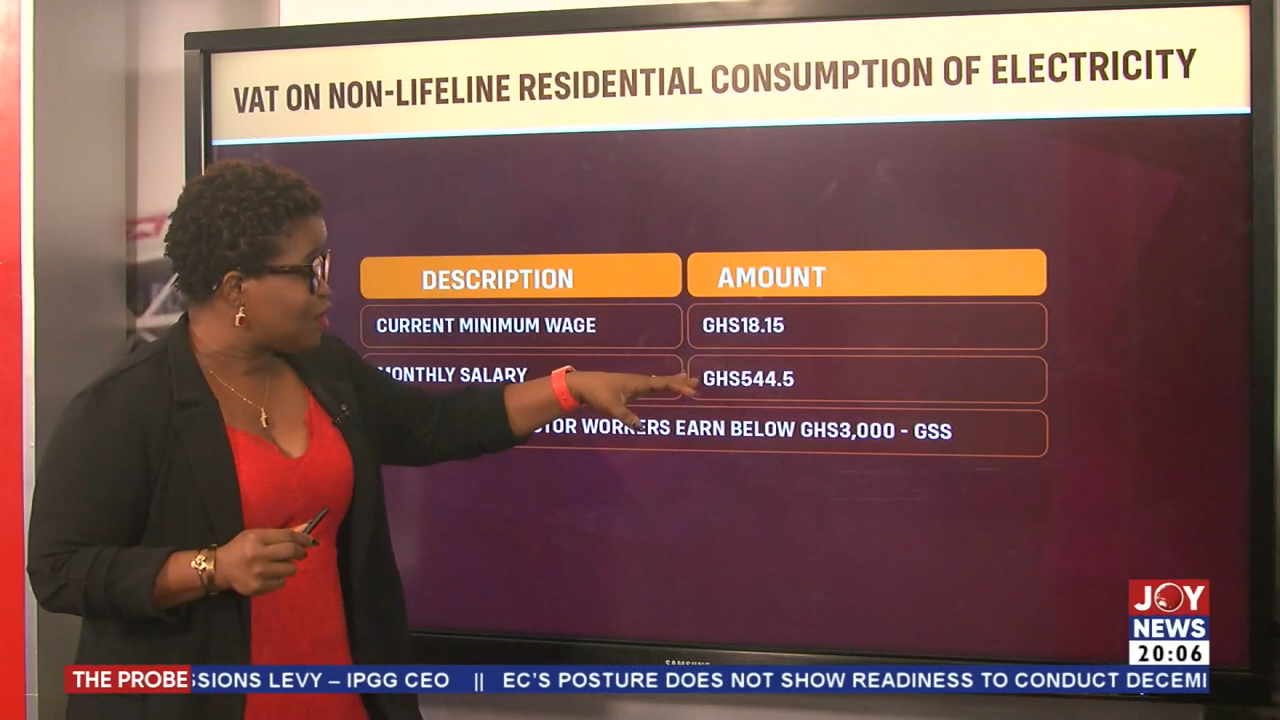 VAT ON NON-LIFELINE RESIDENTIAL CONSUMPTION OF ELECTRICITY
DESCRIPTION AMOUNT
CURRENT MINIMUM WAGE GHS18.15
MONTHLY SALARY GHS544.5
WORKERS EARN BELOW GHS3,000 - GSS
SAMSUNG
JOY
NEWS
20:06
THE PROBE LEVY – IPGG CEO || EC'S POSTURE DOES NOT SHOW READINESS TO CONDUCT